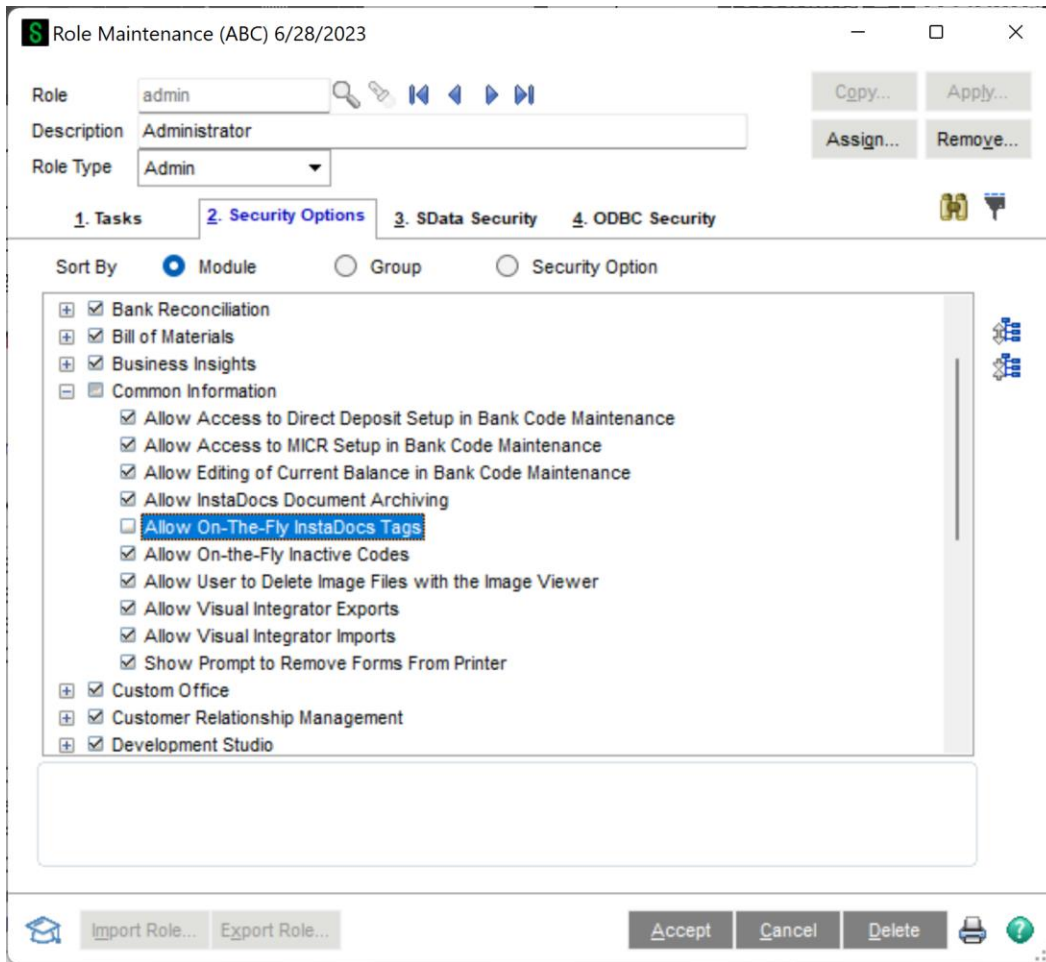 Role Maintenance (ABC) 6/28/2023
Role admin Copy... Apply...
Description Administrator Assign... Remove...
Role Type Admin
1. Tasks 2. Security Options 3. SData Security 4. ODBC Security
Sort By Module Group Security Option
Bank Reconciliation
Bill of Materials
Business Insights
Common Information
Allow Access to Direct Deposit Setup in Bank Code Maintenance
Allow Access to MICR Setup in Bank Code Maintenance
Allow Editing of Current Balance in Bank Code Maintenance
Allow InstaDocs Document Archiving
Allow On-The-Fly InstaDocs Tags
Allow On-the-Fly Inactive Codes
Allow User to Delete Image Files with the Image Viewer
Allow Visual Integrator Exports
Allow Visual Integrator Imports
Show Prompt to Remove Forms From Printer
Custom Office
Customer Relationship Management
Development Studio
Import Role... Export Role... Accept Cancel Delete